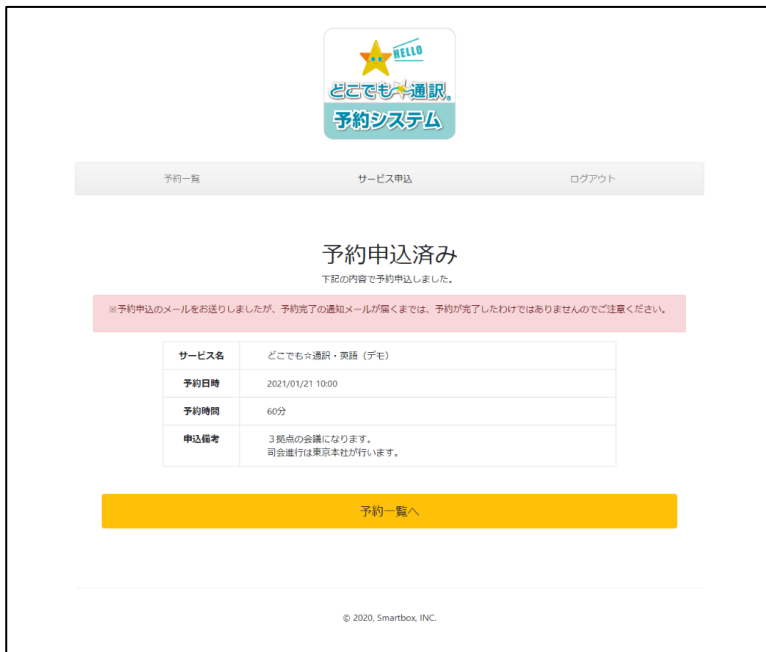 HELLO
どこでも☆通訳®
予約システム
予約一覧 サービス申込 ログアウト
予約申込済み
下記の内容で予約申込しました。
※予約申込のメールをお送りしましたが、予約完了の通知メールが届くまでは、予約が完了したわけではありませんのでご注意ください。
サービス名 どこでも☆通訳・英語（デモ）
予約日時 2021/01/21 10:00
予約時間 60分
申込備考 ３拠点の会議になります。
司会進行は東京本社が行います。
予約一覧へ
© 2020, Smartbox, INC.